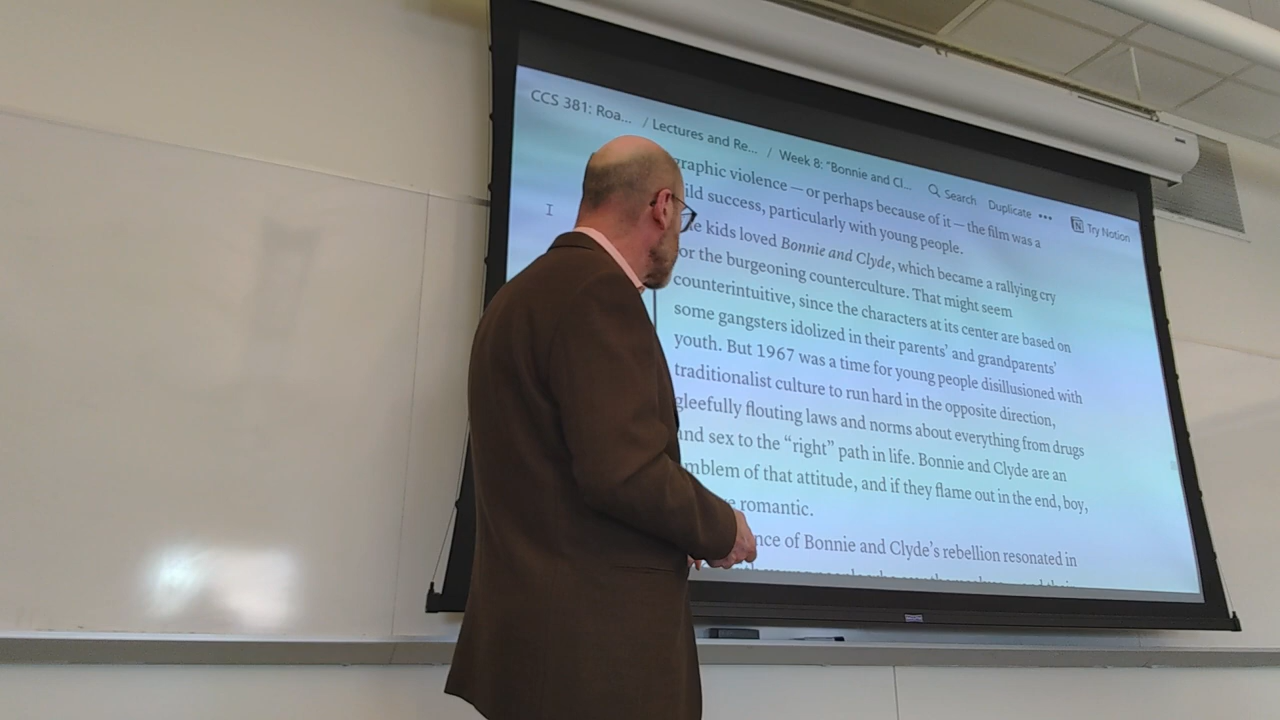 CCS 381: Roa... / Lectures and Re... / Week 8: "Bonnie and Cl... Search Duplicate ••• Try Notion
graphic violence — or perhaps because of it — the film was a
success, particularly with young people.
kids loved Bonnie and Clyde, which became a rallying cry
for the burgeoning counterculture. That might seem
counterintuitive, since the characters at its center are based on
some gangsters idolized in their parents' and grandparents'
youth. But 1967 was a time for young people disillusioned with
traditionalist culture to run hard in the opposite direction,
gleefully flouting laws and norms about everything from drugs
and sex to the “right” path in life. Bonnie and Clyde are an
emblem of that attitude, and if they flame out in the end, boy,
romantic.
of Bonnie and Clyde's rebellion resonated in